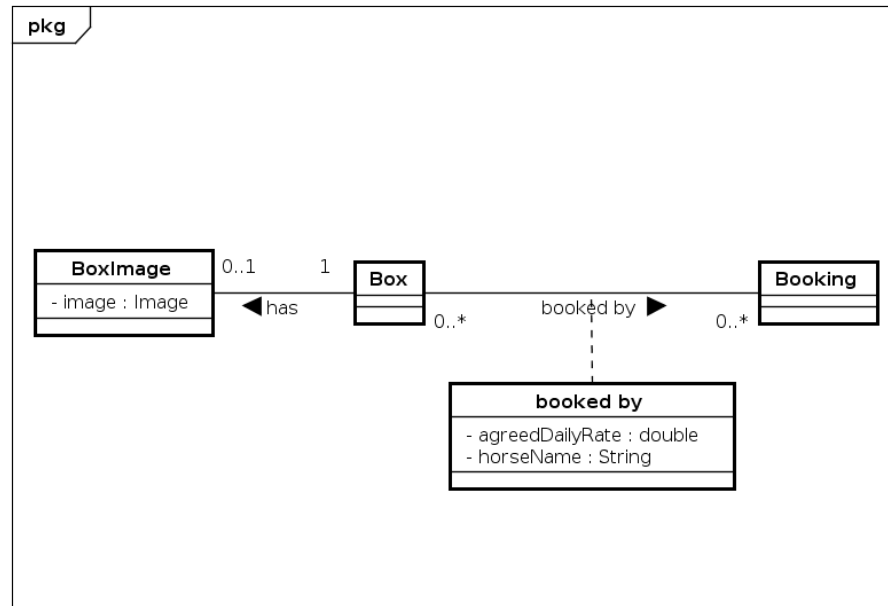 pkg
BoxImage
- image : Image
0..1
1
has
Box
0..*
booked by
0..*
Booking
booked by
- agreedDailyRate : double
- horseName : String